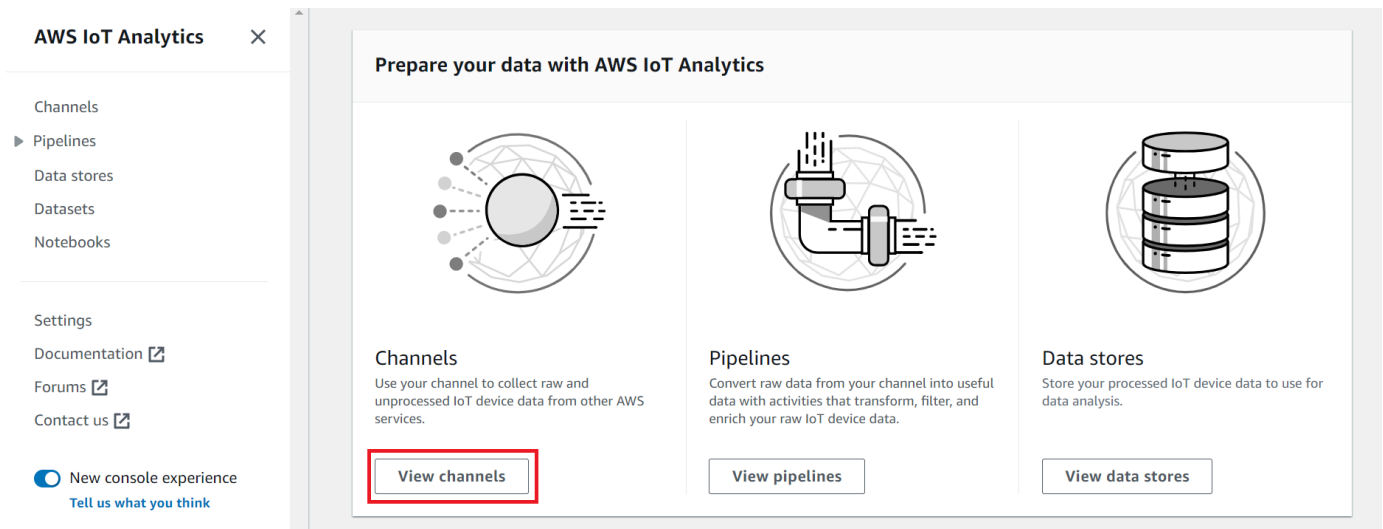 AWS IoT Analytics
Channels
Pipelines
Data stores
Datasets
Notebooks
Settings
Documentation
Forums
Contact us
New console experience
Tell us what you think
Prepare your data with AWS IoT Analytics
Channels
Use your channel to collect raw and
unprocessed IoT device data from other AWS
services.
View channels
Pipelines
Convert raw data from your channel into useful
data with activities that transform, filter, and
enrich your raw IoT device data.
View pipelines
Data stores
Store your processed IoT device data to use for
data analysis.
View data stores